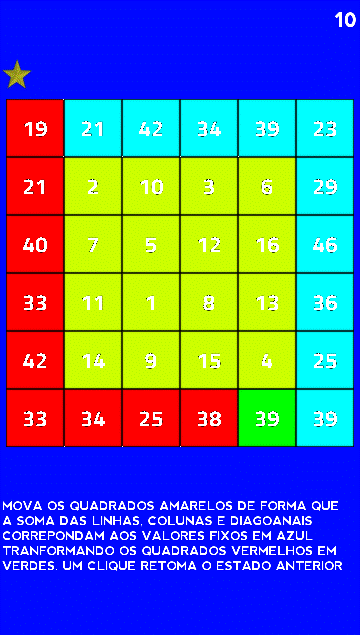 10
19 21 42 34 39 23
21 2 10 3 6 29
40 7 5 12 16 46
33 11 1 8 13 36
42 14 9 15 4 25
33 34 25 38 39 39
MOVA OS QUADRADOS AMARELOS DE FORMA QUE
A SOMA DAS LINHAS, COLUNAS E DIAGOANAIS
CORREPONDAM AOS VALORES FIXOS EM AZUL
TRANFORMANDO OS QUADRADOS VERMELHOS EM
VERDES. UM CLIQUE RETOMA O ESTADO ANTERIOR